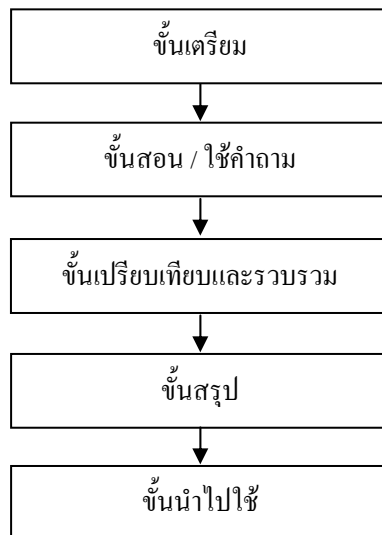 ขั้นเตรียม
ขั้นสอน / ใช้คำถาม
ขั้นเปรียบเทียบและรวบรวม
ขั้นสรุป
ขั้นนำไปใช้